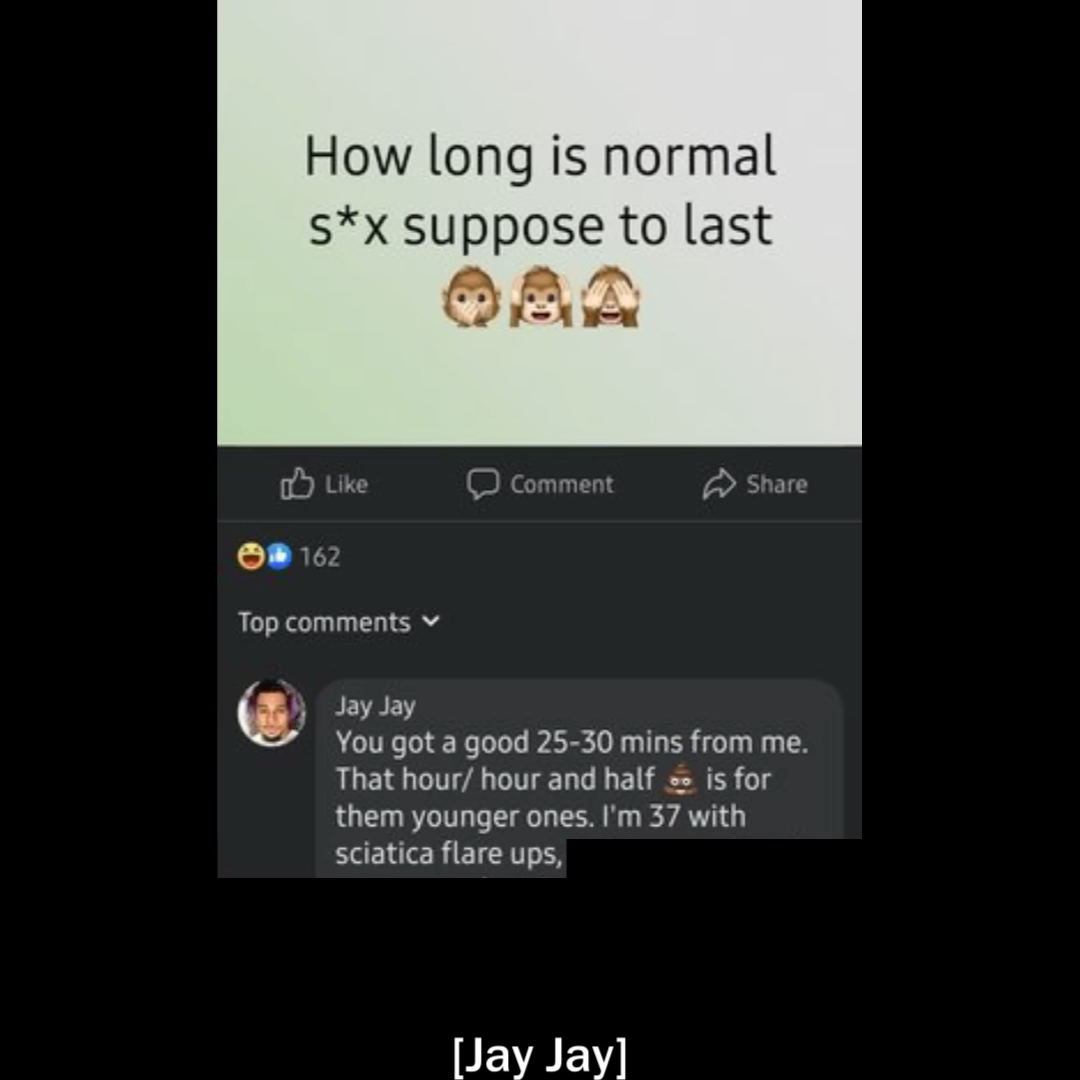 How long is normal
s*x suppose to last
🙊🙉🙈
Like Comment Share
162
Top comments
Jay Jay
You got a good 25-30 mins from me.
That hour/ hour and half 💩 is for
them younger ones. I'm 37 with
sciatica flare ups,
[Jay Jay]